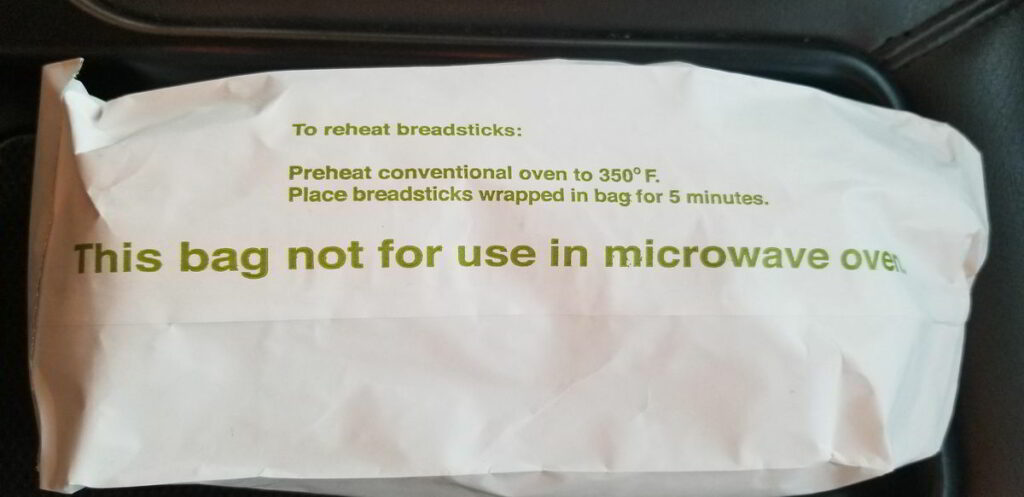 To reheat breadsticks:
Preheat conventional oven to 350° F.
Place breadsticks wrapped in bag for 5 minutes.
This bag not for use in microwave oven.